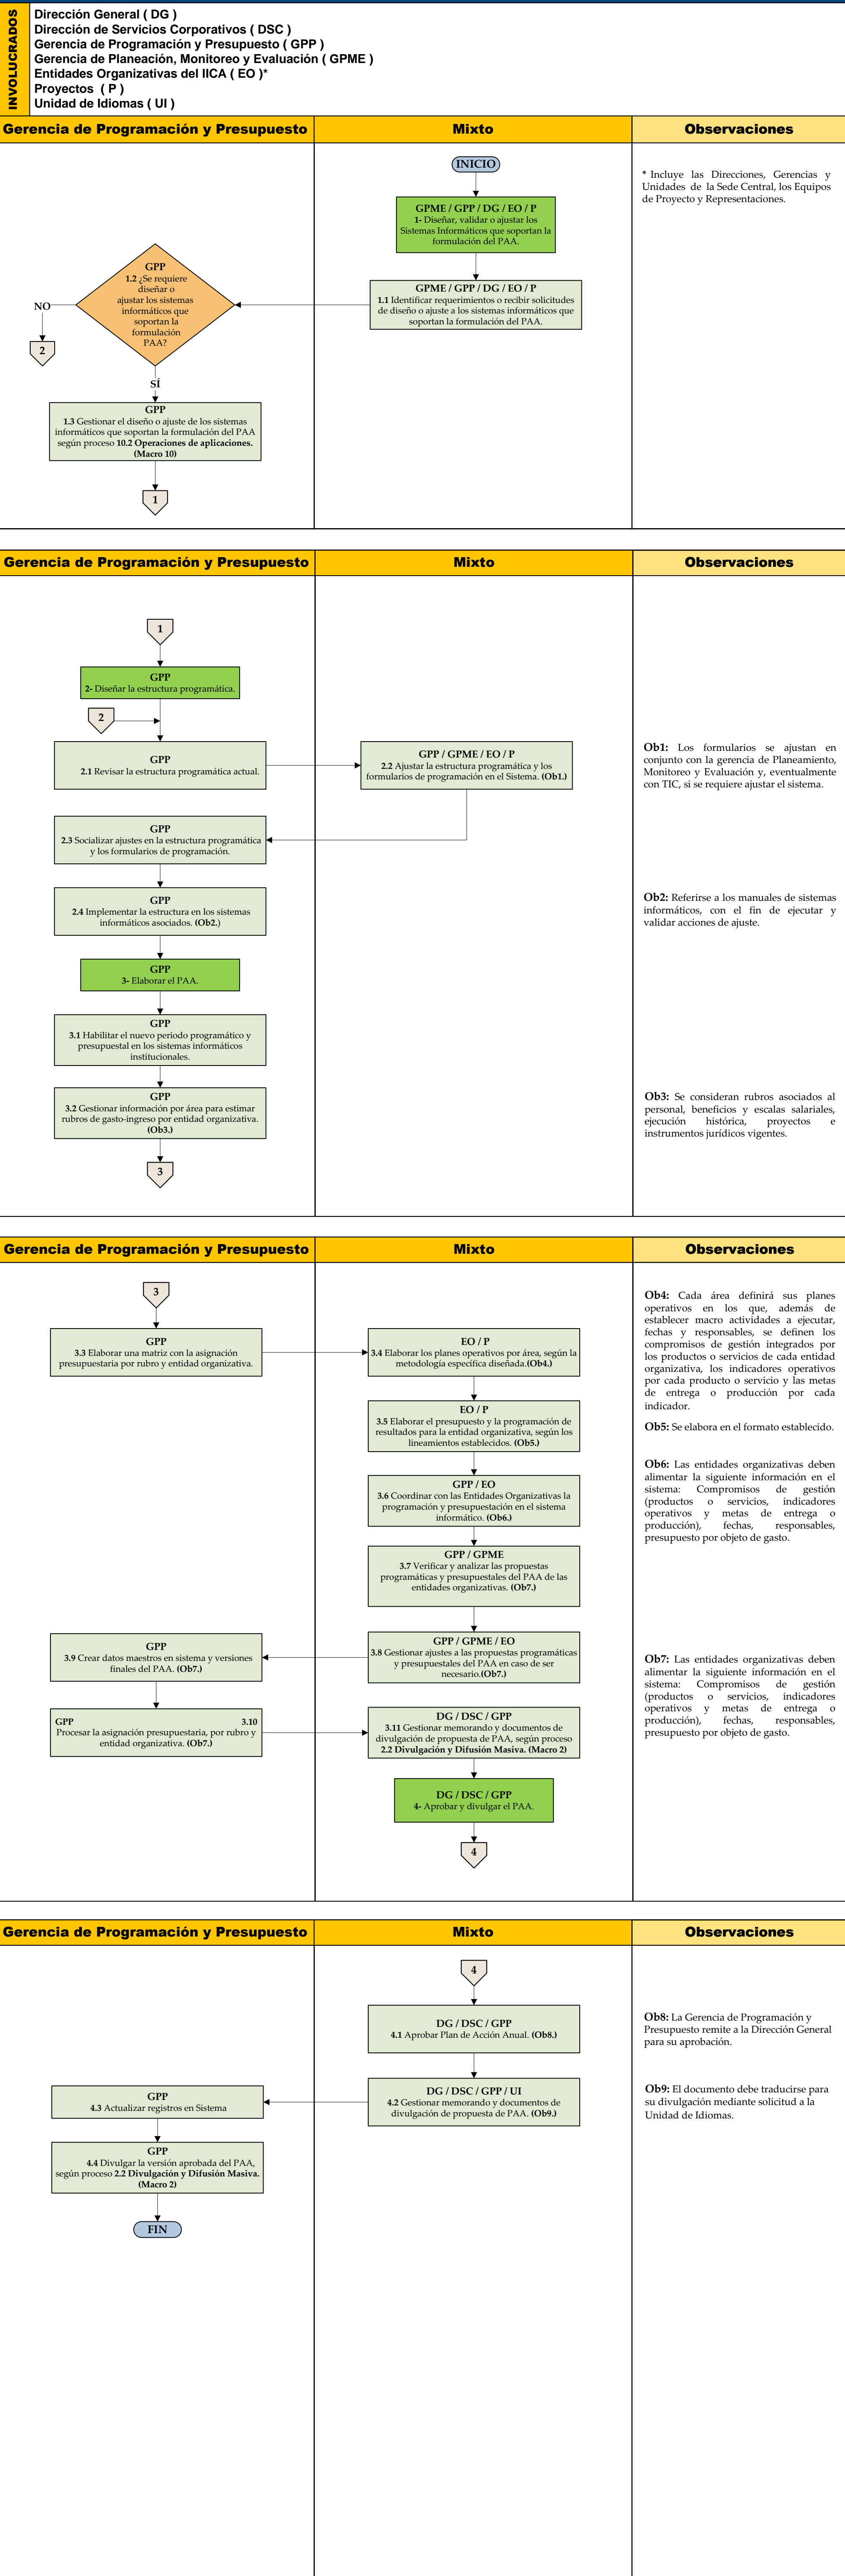 INVOLUCRADOS
Dirección General ( DG )
Dirección de Servicios Corporativos ( DSC )
Gerencia de Programación y Presupuesto ( GPP )
Gerencia de Planeación, Monitoreo y Evaluación ( GPME )
Entidades Organizativas del IICA ( EO )*
Proyectos ( P )
Unidad de Idiomas ( UI )
Gerencia de Programación y Presupuesto
Mixto
Observaciones
INICIO
GPME / GPP / DG / EO / P
1- Diseñar, validar o ajustar los
Sistemas Informáticos que soportan la
formulación del PAA.
GPME / GPP / DG / EO / P
1.1 Identificar requerimientos o recibir solicitudes
de diseño o ajuste a los sistemas informáticos que
soportan la formulación del PAA.
GPP
1.2 ¿Se requiere
diseñar o
ajustar los sistemas
informáticos que
soportan la
formulación
PAA?
NO
2
SÍ
GPP
1.3 Gestionar el diseño o ajuste de los sistemas
informáticos que soportan la formulación del PAA
según proceso 10.2 Operaciones de aplicaciones.
(Macro 10)
1
* Incluye las Direcciones, Gerencias y
Unidades de la Sede Central, los Equipos
de Proyecto y Representaciones.
Gerencia de Programación y Presupuesto
Mixto
Observaciones
1
GPP
2- Diseñar la estructura programática.
2
GPP
2.1 Revisar la estructura programática actual.
GPP / GPME / EO / P
2.2 Ajustar la estructura programática y los
formularios de programación en el Sistema. (Ob1.)
GPP
2.3 Socializar ajustes en la estructura programática
y los formularios de programación.
GPP
2.4 Implementar la estructura en los sistemas
informáticos asociados. (Ob2.)
GPP
3- Elaborar el PAA.
GPP
3.1 Habilitar el nuevo periodo programático y
presupuestal en los sistemas informáticos
institucionales.
GPP
3.2 Gestionar información por área para estimar
rubros de gasto-ingreso por entidad organizativa.
(Ob3.)
3
Ob1: Los formularios se ajustan en
conjunto con la gerencia de Planeamiento,
Monitoreo y Evaluación y, eventualmente
con TIC, si se requiere ajustar el sistema.
Ob2: Referirse a los manuales de sistemas
informáticos, con el fin de ejecutar y
validar acciones de ajuste.
Ob3: Se consideran rubros asociados al
personal, beneficios y escalas salariales,
ejecución histórica, proyectos e
instrumentos jurídicos vigentes.
Gerencia de Programación y Presupuesto
Mixto
Observaciones
3
GPP
3.3 Elaborar una matriz con la asignación
presupuestaria por rubro y entidad organizativa.
EO / P
3.4 Elaborar los planes operativos por área, según la
metodología específica diseñada.(Ob4.)
EO / P
3.5 Elaborar el presupuesto y la programación de
resultados para la entidad organizativa, según los
lineamientos establecidos. (Ob5.)
GPP / EO
3.6 Coordinar con las Entidades Organizativas la
programación y presupuestación en el sistema
informático. (Ob6.)
GPP / GPME
3.7 Verificar y analizar las propuestas
programáticas y presupuestales del PAA de las
entidades organizativas. (Ob7.)
GPP / GPME / EO
3.8 Gestionar ajustes a las propuestas programáticas
y presupuestales del PAA en caso de ser
necesario.(Ob7.)
GPP
3.9 Crear datos maestros en sistema y versiones
finales del PAA. (Ob7.)
GPP 3.10
Procesar la asignación presupuestaria, por rubro y
entidad organizativa. (Ob7.)
DG / DSC / GPP
3.11 Gestionar memorando y documentos de
divulgación de propuesta de PAA, según proceso
2.2 Divulgación y Difusión Masiva. (Macro 2)
DG / DSC / GPP
4- Aprobar y divulgar el PAA.
4
Ob4: Cada área definirá sus planes
operativos en los que, además de
establecer macro actividades a ejecutar,
fechas y responsables, se definen los
compromisos de gestión integrados por
los productos o servicios de cada entidad
organizativa, los indicadores operativos
por cada producto o servicio y las metas
de entrega o producción por cada
indicador.
Ob5: Se elabora en el formato establecido.
Ob6: Las entidades organizativas deben
alimentar la siguiente información en el
sistema: Compromisos de gestión
(productos o servicios, indicadores
operativos y metas de entrega o
producción), fechas, responsables,
presupuesto por objeto de gasto.
Ob7: Las entidades organizativas deben
alimentar la siguiente información en el
sistema: Compromisos de gestión
(productos o servicios, indicadores
operativos y metas de entrega o
producción), fechas, responsables,
presupuesto por objeto de gasto.
Gerencia de Programación y Presupuesto
Mixto
Observaciones
4
DG / DSC / GPP
4.1 Aprobar Plan de Acción Anual. (Ob8.)
DG / DSC / GPP / UI
4.2 Gestionar memorando y documentos de
divulgación de propuesta de PAA. (Ob9.)
GPP
4.3 Actualizar registros en Sistema
GPP
4.4 Divulgar la versión aprobada del PAA,
según proceso 2.2 Divulgación y Difusión Masiva.
(Macro 2)
FIN
Ob8: La Gerencia de Programación y
Presupuesto remite a la Dirección General
para su aprobación.
Ob9: El documento debe traducirse para
su divulgación mediante solicitud a la
Unidad de Idiomas.